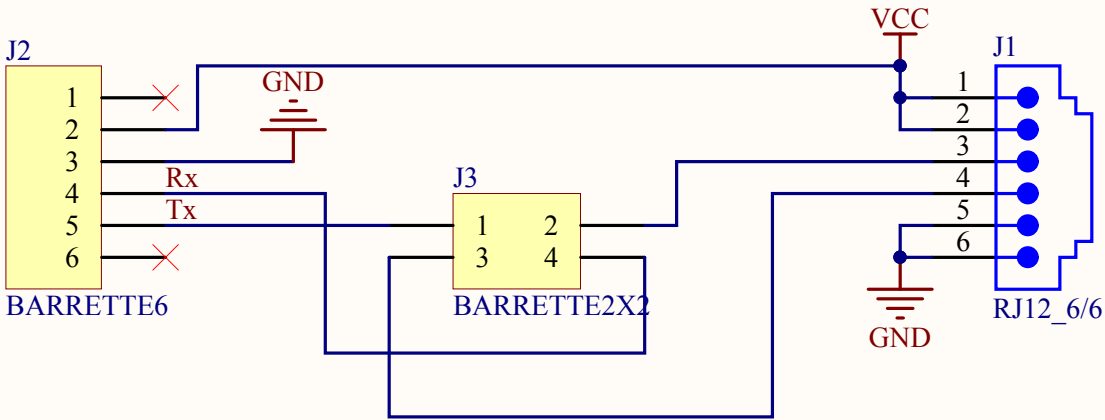 VCC
J2
J1
GND
1
2
3
4
5
6
Rx
Tx
BARRETTE6
J3
1 2
3 4
BARRETTE2X2
1
2
3
4
5
6
RJ12_6/6
GND